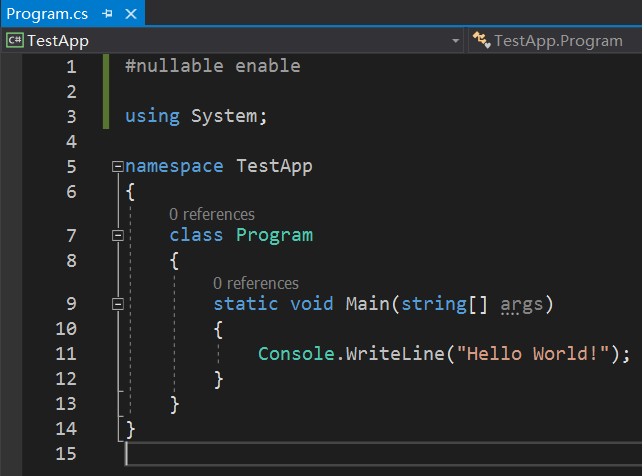 Program.cs
C# TestApp TestApp.Program
1 #nullable enable
2
3 using System;
4
5 namespace TestApp
6 {
0 references
7 class Program
8 {
0 references
9 static void Main(string[] args)
10 {
11 Console.WriteLine("Hello World!");
12 }
13 }
14 }
15